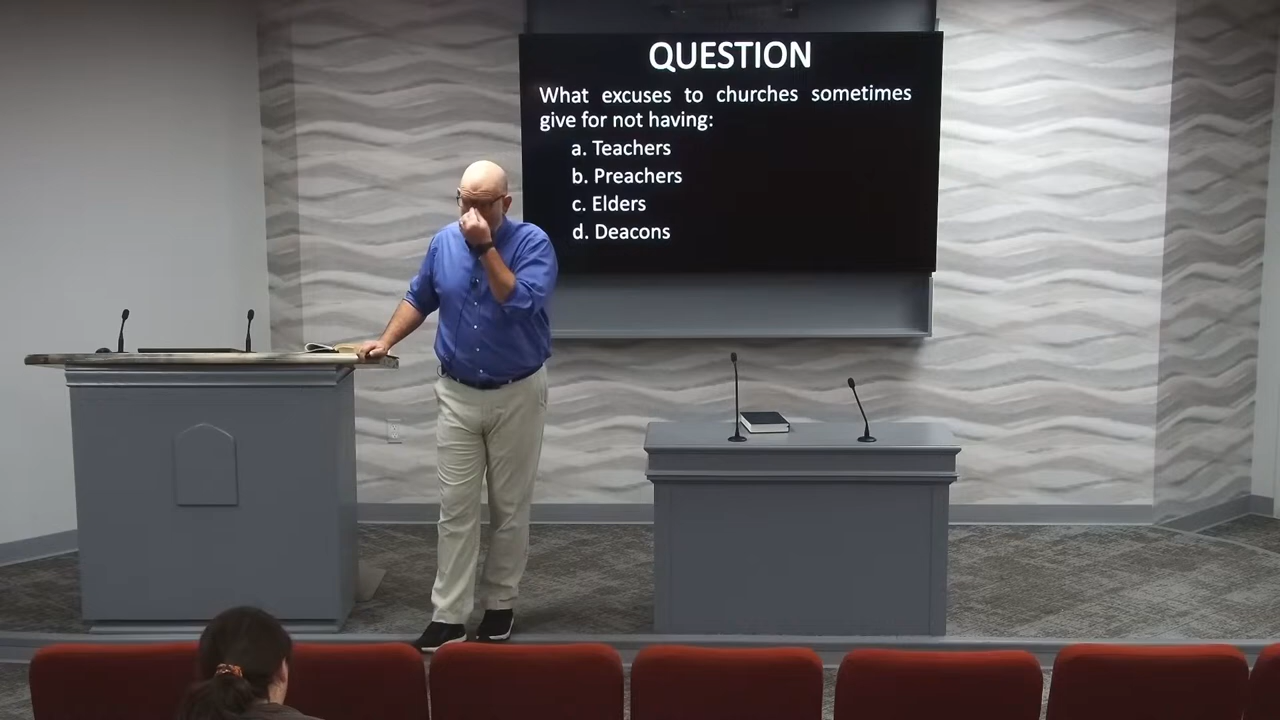 QUESTION
What excuses to churches sometimes
give for not having:
a. Teachers
b. Preachers
c. Elders
d. Deacons